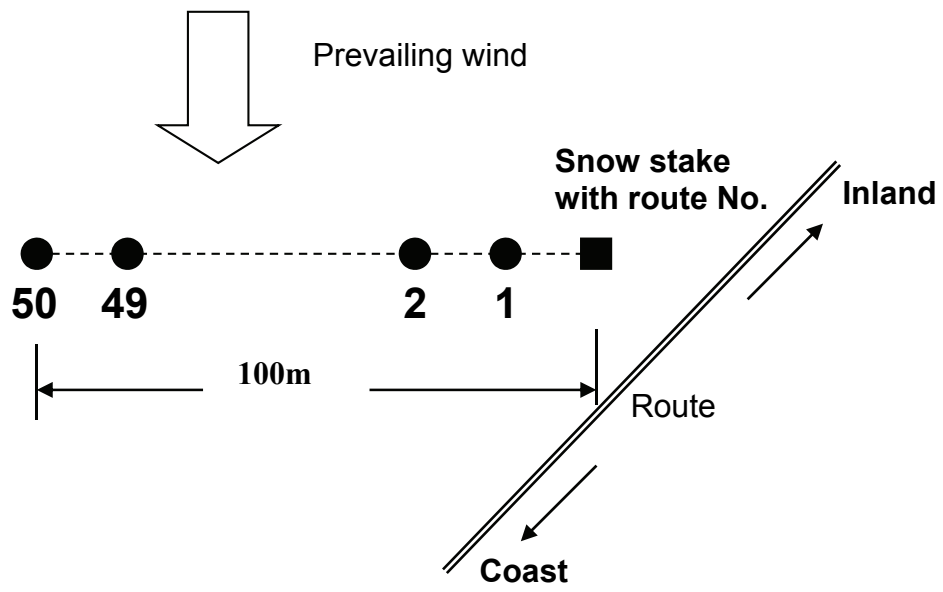 Prevailing wind
Snow stake
with route No.
Inland
50 49 2 1
100m
Route
Coast